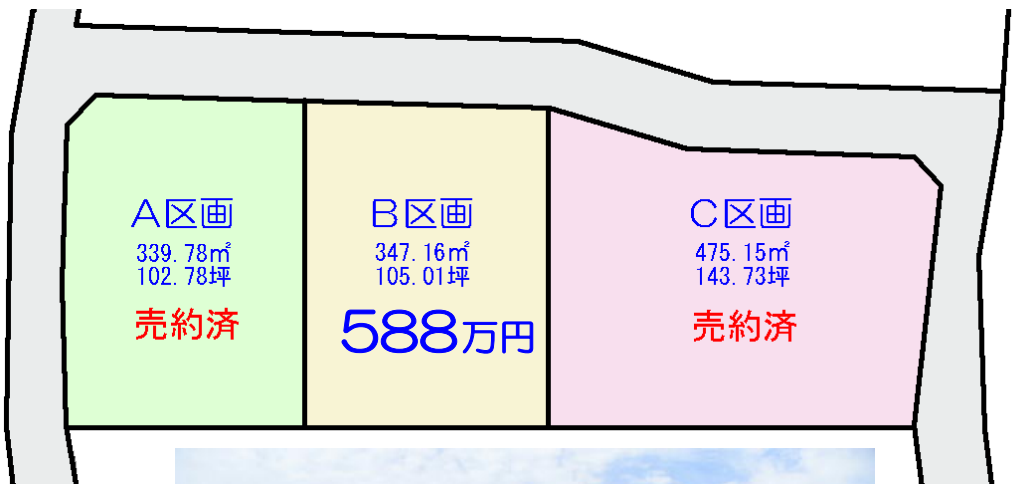 A区画
339.78㎡
102.78坪
売約済
B区画
347.16㎡
105.01坪
588万円
C区画
475.15㎡
143.73坪
売約済